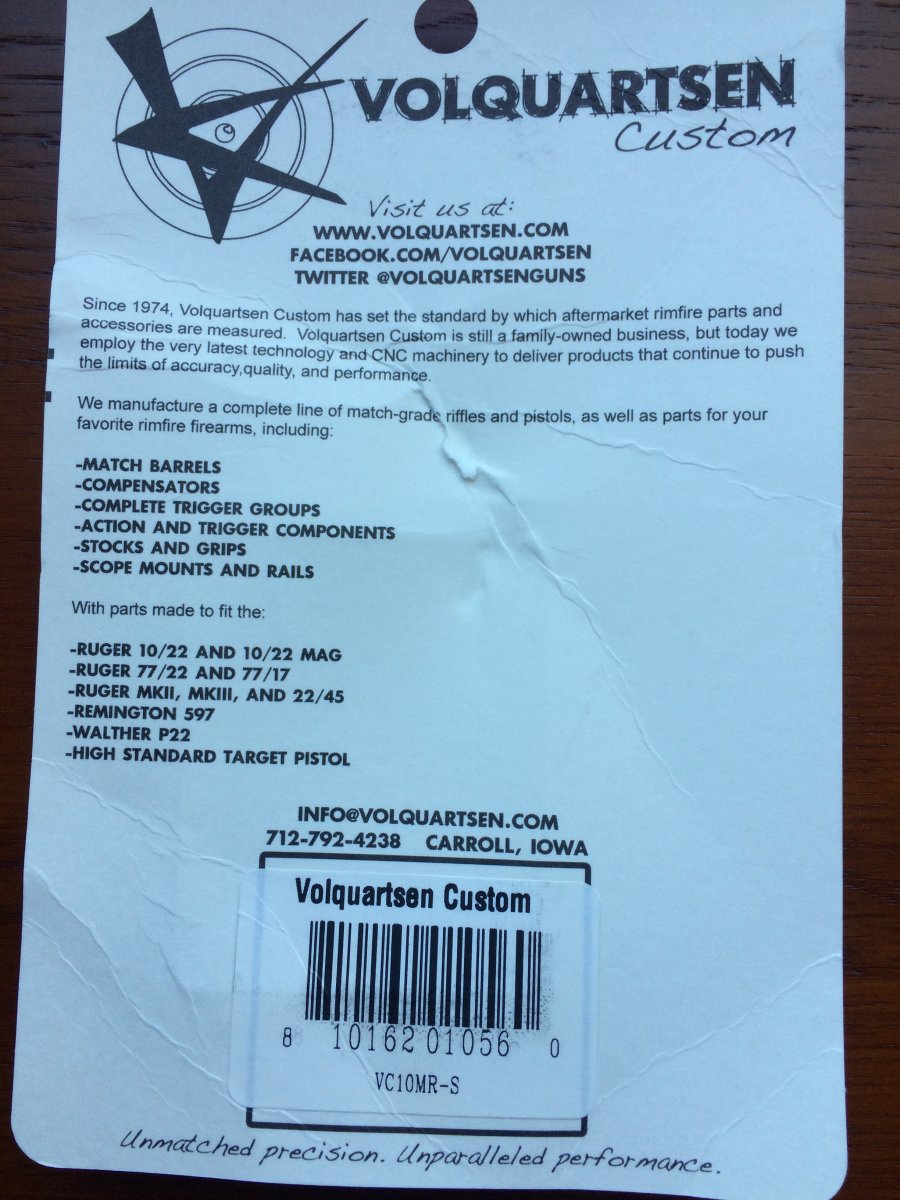 VOLQUARTSEN
Custom
Visit us at:
WWW.VOLQUARTSEN.COM
FACEBOOK.COM/VOLQUARTSEN
TWITTER @VOLQUARTSENGUNS
Since 1974, Volquartsen Custom has set the standard by which aftermarket rimfire parts and
accessories are measured. Volquartsen Custom is still a family-owned business, but today we
employ the very latest technology and CNC machinery to deliver products that continue to push
the limits of accuracy,quality, and performance.
We manufacture a complete line of match-grade riffles and pistols, as well as parts for your
favorite rimfire firearms, including:
-MATCH BARRELS
-COMPENSATORS
-COMPLETE TRIGGER GROUPS
-ACTION AND TRIGGER COMPONENTS
-STOCKS AND GRIPS
-SCOPE MOUNTS AND RAILS
With parts made to fit the:
-RUGER 10/22 AND 10/22 MAG
-RUGER 77/22 AND 77/17
-RUGER MKII, MKIII, AND 22/45
-REMINGTON 597
-WALTHER P22
-HIGH STANDARD TARGET PISTOL
INFO@VOLQUARTSEN.COM
712-792-4238 CARROLL, IOWA
Volquartsen Custom
8 10162 01056 0
VC10MR-S
Unmatched precision. Unparalleled performance.